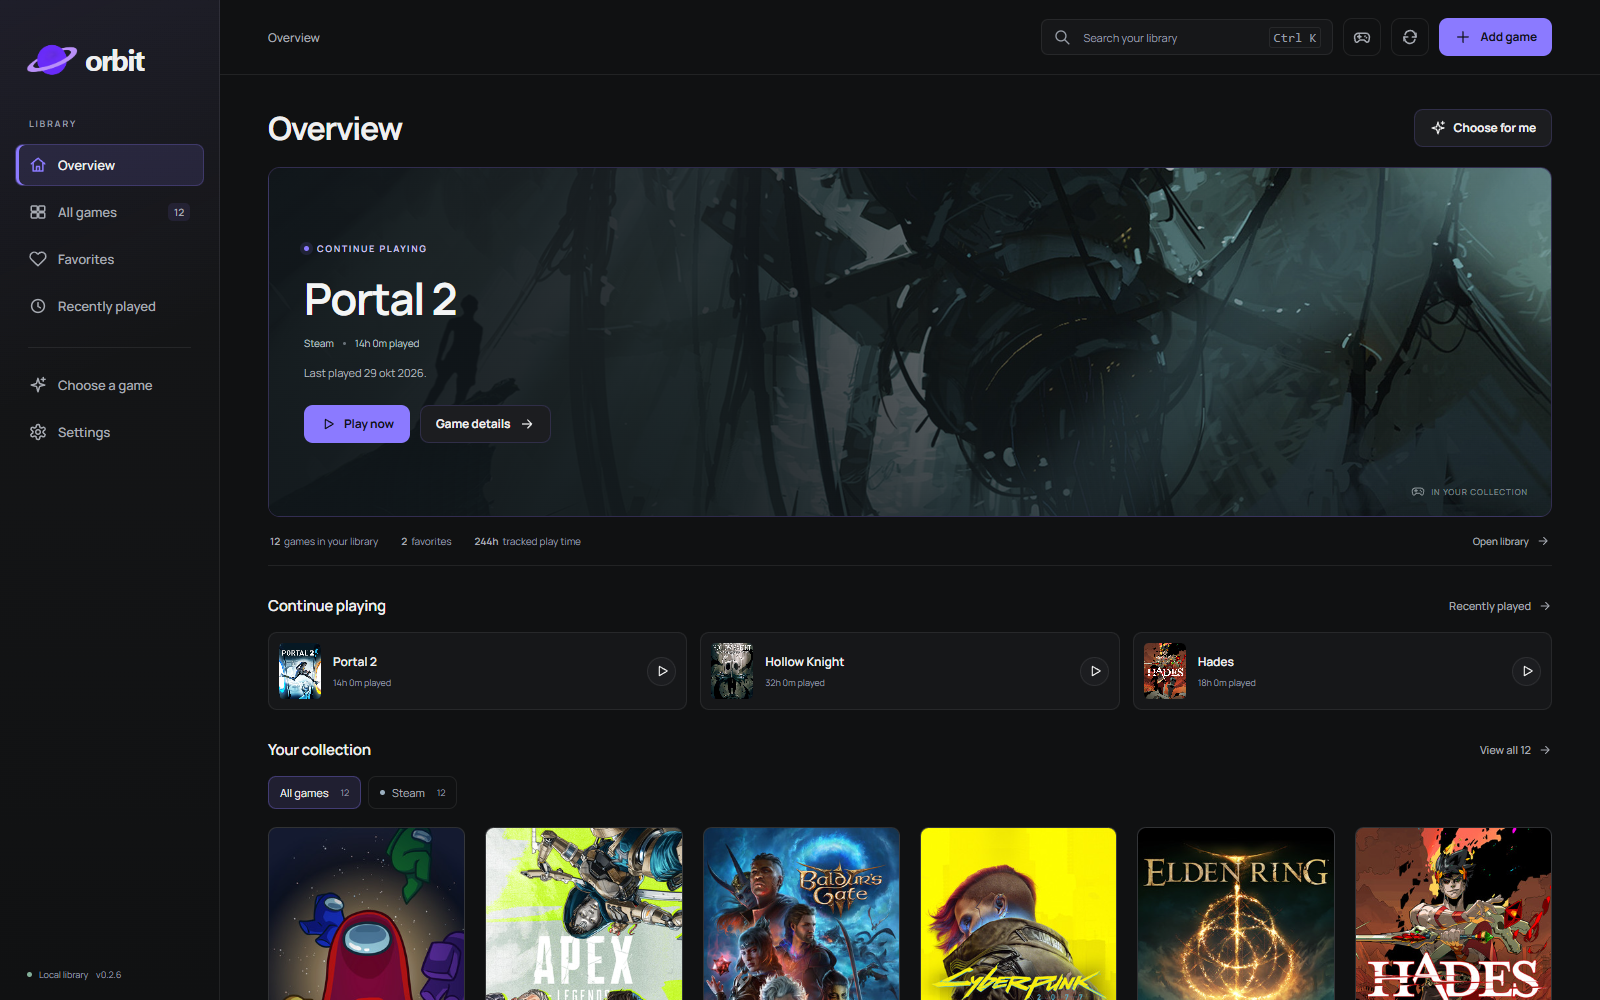 orbit
LIBRARY
Overview
All games 12
Favorites
Recently played
Choose a game
Settings
Local library v0.2.6
Overview
Search your library Ctrl K
Add game
Overview
Choose for me
CONTINUE PLAYING
Portal 2
Steam • 14h 0m played
Last played 29 okt 2026.
Play now
Game details
IN YOUR COLLECTION
12 games in your library 2 favorites 244h tracked play time
Open library
Continue playing
Recently played
PORTAL 2
Portal 2
14h 0m played
Hollow Knight
32h 0m played
HADES
Hades
18h 0m played
Your collection
View all 12
All games 12
Steam 12
APEX
LEGENDS
Baldur's
Gate
CYBERPUNK
ELDEN RING
HADES